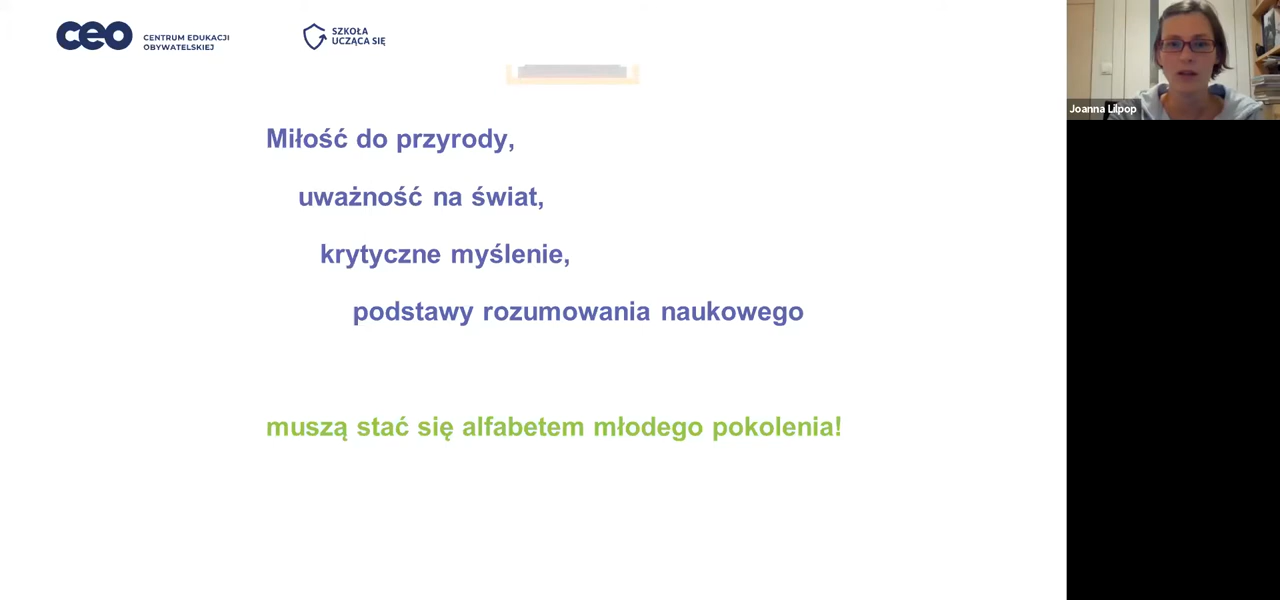 ceo
CENTRUM EDUKACJI
OBYWATELSKIEJ
SZKOŁA
UCZĄCA SIĘ
Joanna Lilpop
Miłość do przyrody,
uważność na świat,
krytyczne myślenie,
podstawy rozumowania naukowego
muszą stać się alfabetem młodego pokolenia!